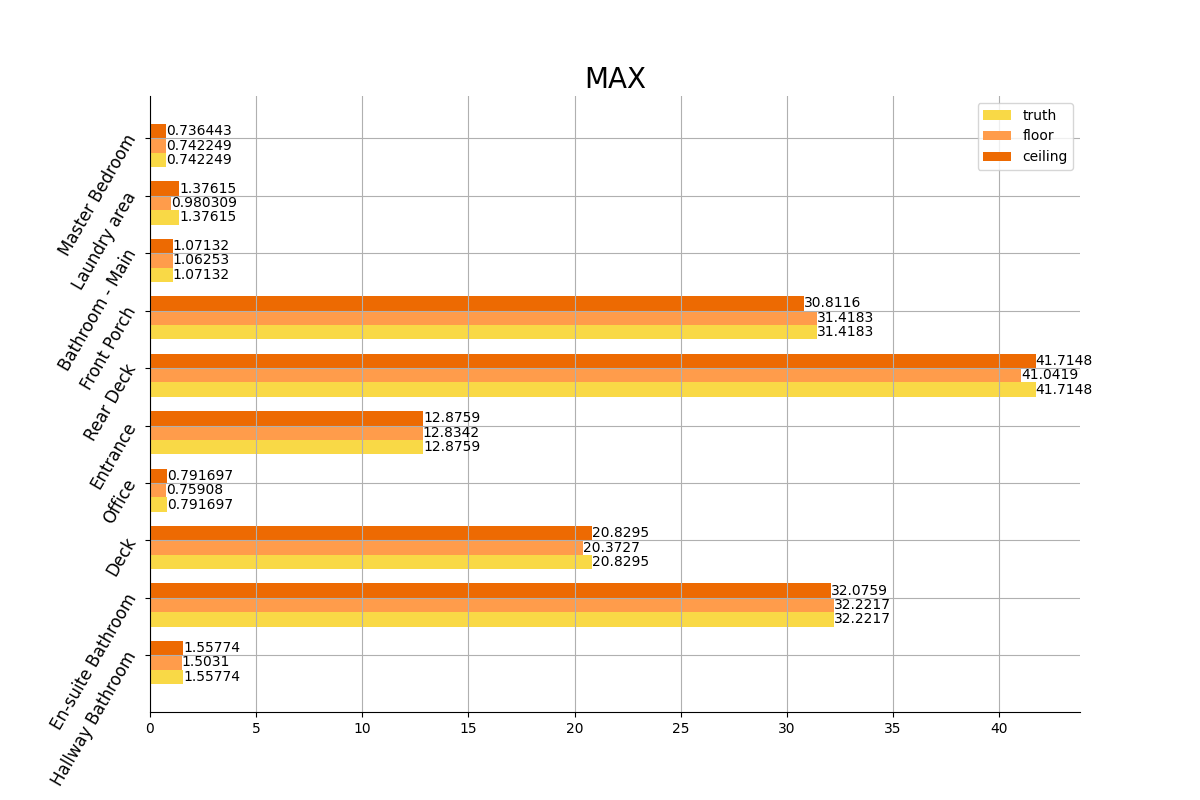 MAX
truth
floor
ceiling
Master Bedroom
0.736443
0.742249
0.742249
Laundry area
1.37615
0.980309
1.37615
Bathroom - Main
1.07132
1.06253
1.07132
Front Porch
30.8116
31.4183
31.4183
Rear Deck
41.7148
41.0419
41.7148
Entrance
12.8759
12.8342
12.8759
Office
0.791697
0.75908
0.791697
Deck
20.8295
20.3727
20.8295
En-suite Bathroom
32.0759
32.2217
32.2217
Hallway Bathroom
1.55774
1.5031
1.55774
0 5 10 15 20 25 30 35 40